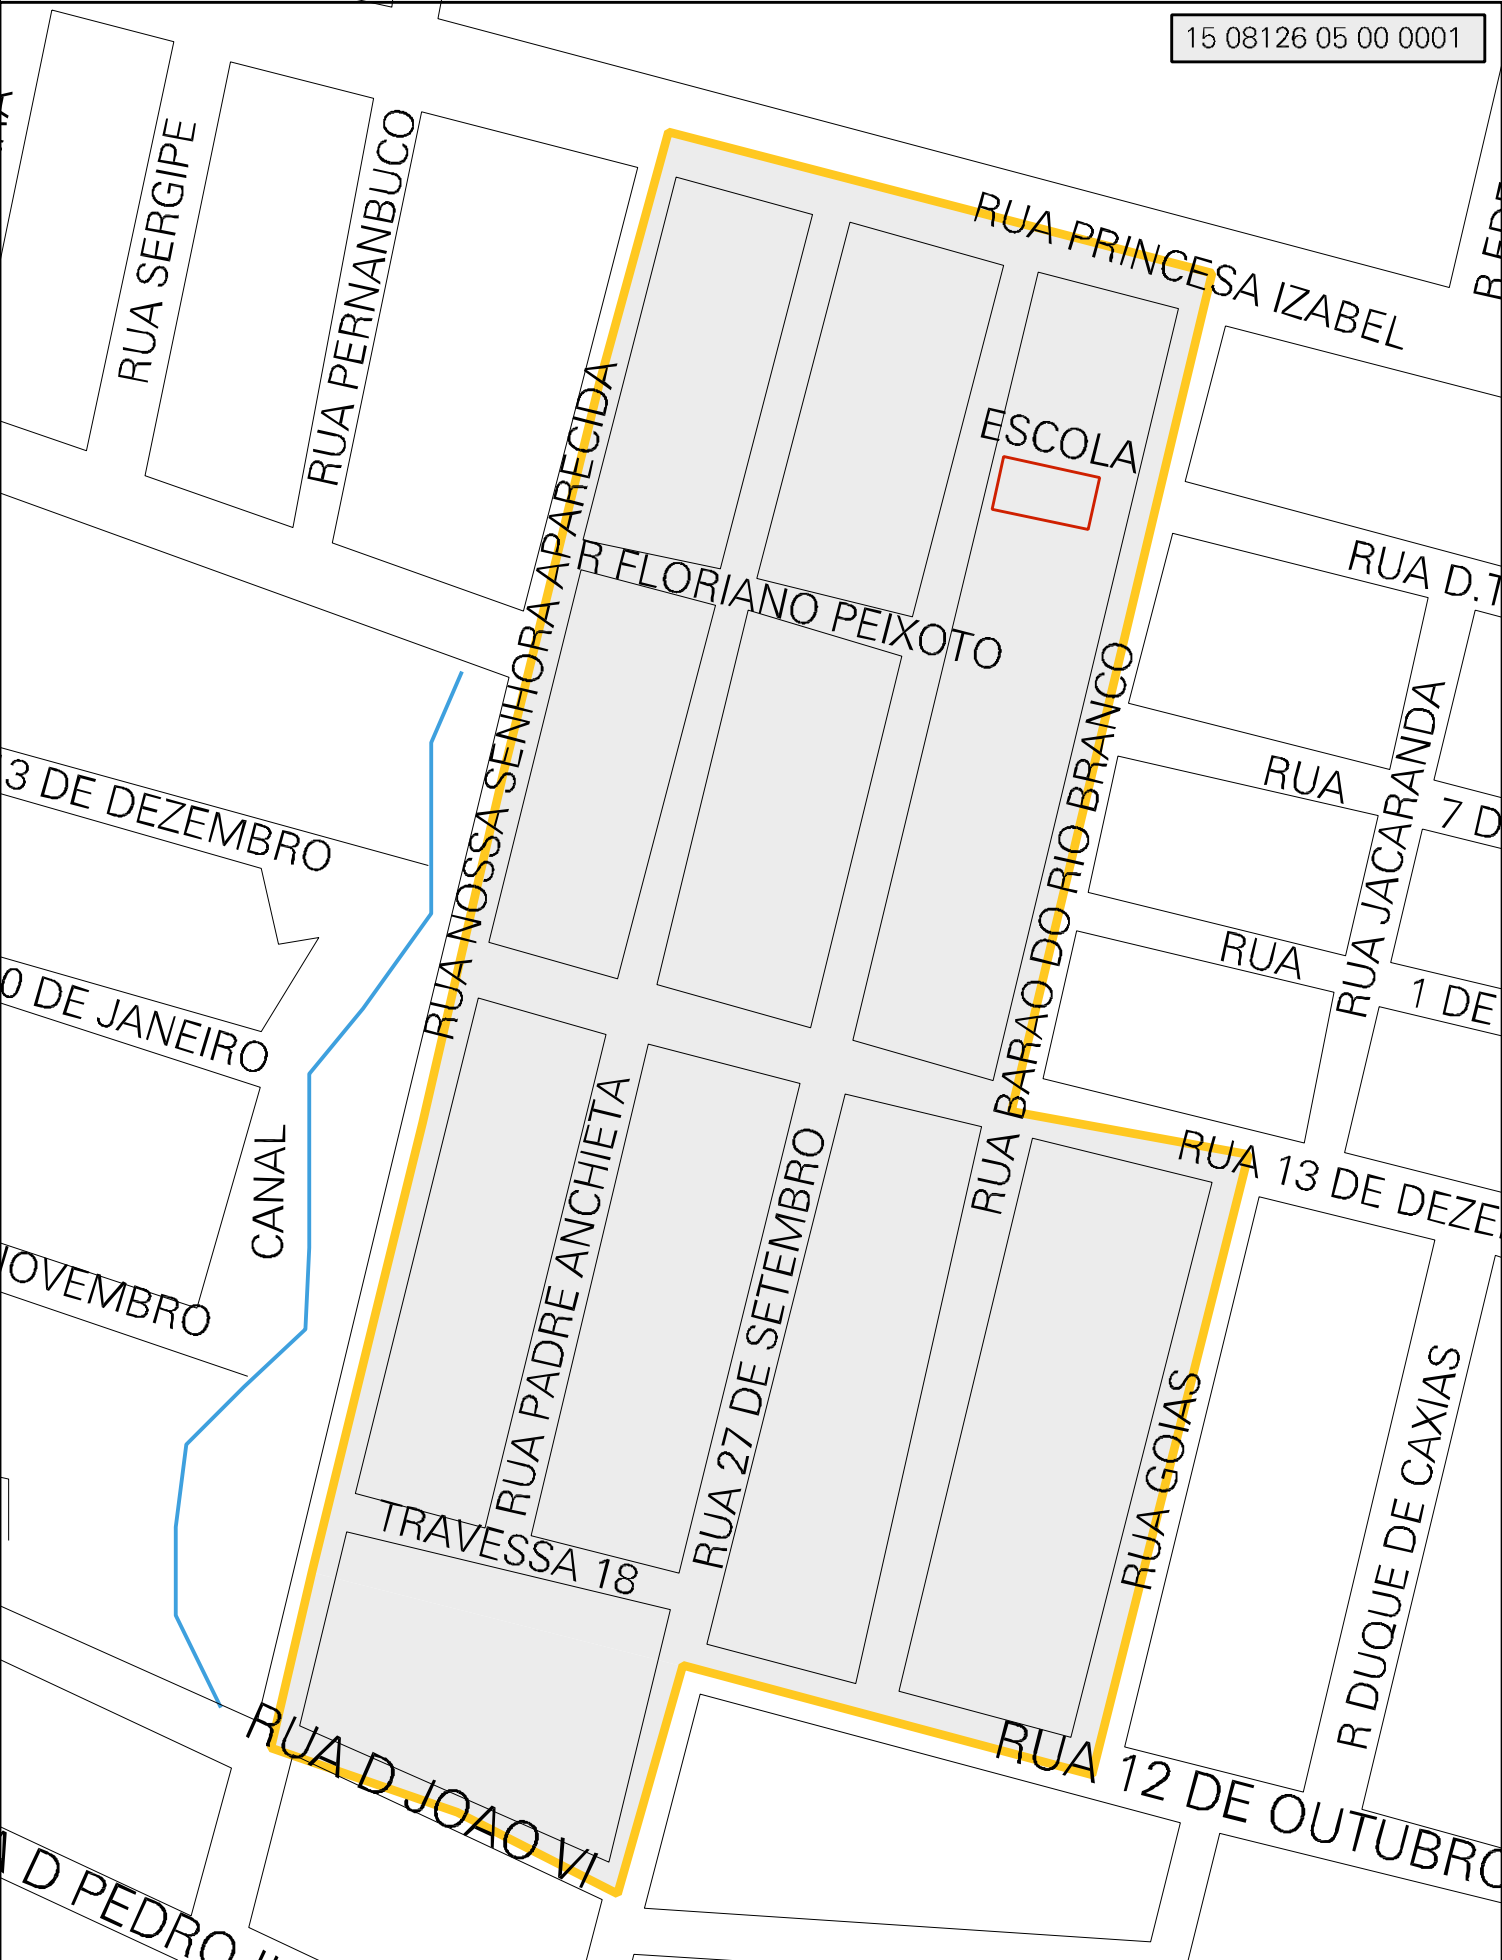 15 08126 05 00 0001
RUA SERGIPE
RUA PERNANBUCO
RUA PRINCESA IZABEL
ESCOLA
RUA NOSSA SENHORA APARECIDA
R FLORIANO PEIXOTO
RUA D.T
RUA BARAO DO RIO BRANCO
RUA JACARANDA
RUA 7 D
3 DE DEZEMBRO
RUA 1 DE
0 DE JANEIRO
CANAL
RUA PADRE ANCHIETA
RUA 27 DE SETEMBRO
RUA 13 DE DEZE
NOVEMBRO
RUA GOIAS
R DUQUE DE CAXIAS
TRAVESSA 18
RUA D JOAO VI
RUA 12 DE OUTUBRO
D PEDRO